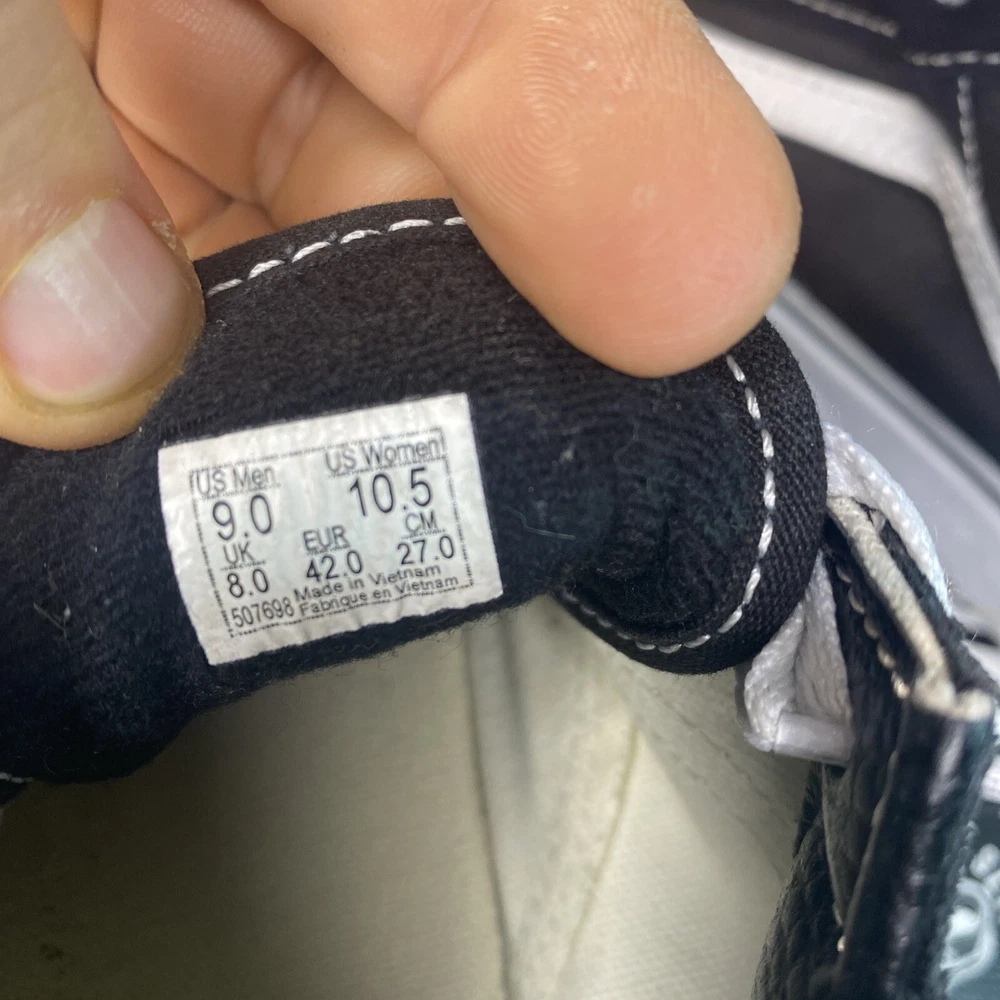 US Men US Women
9.0 10.5
UK EUR CM
8.0 42.0 27.0
Made in Vietnam
507698 Fabrique en Vietnam